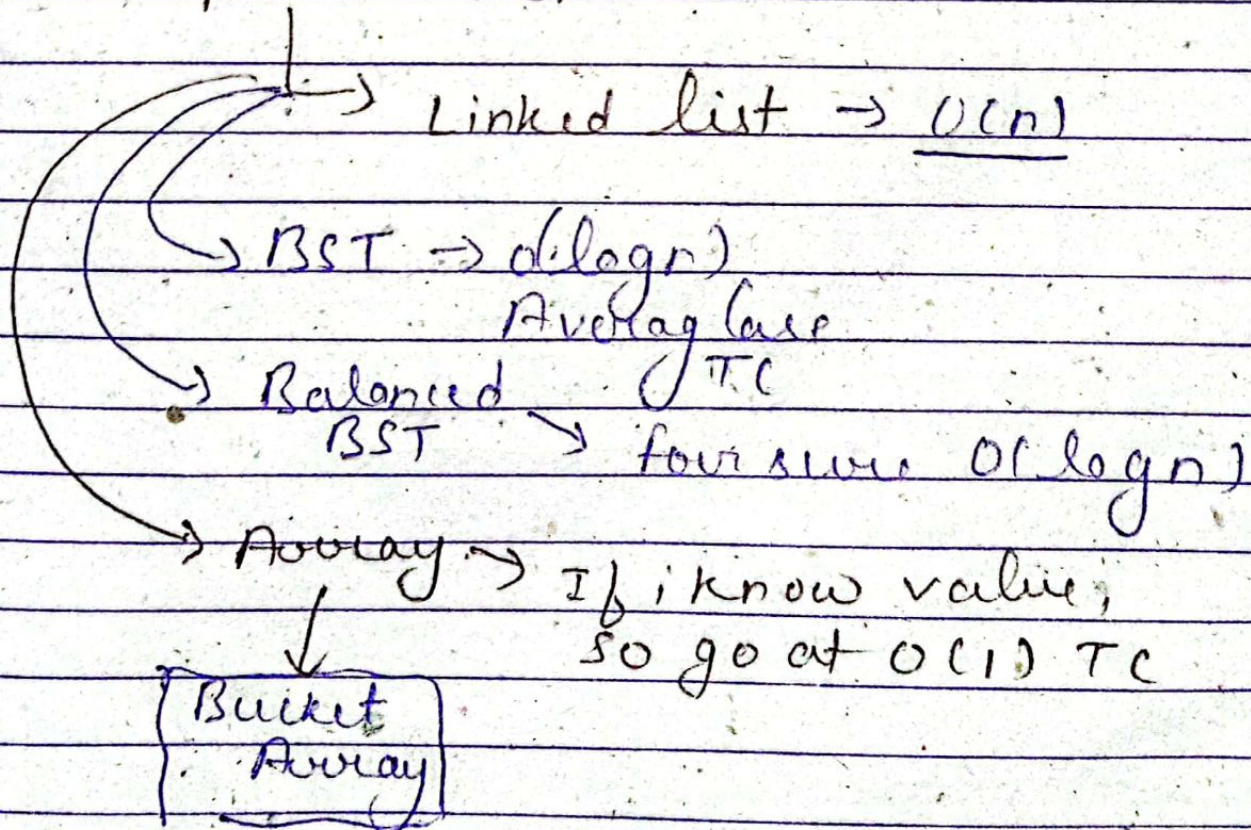 → Linked list → O(n)
→ BST → O(logn)
Averag Case
TC
→ Balanced
BST → four sure O(logn)
→ Array → If i know value,
so go at O(1) TC
Bucket
Array